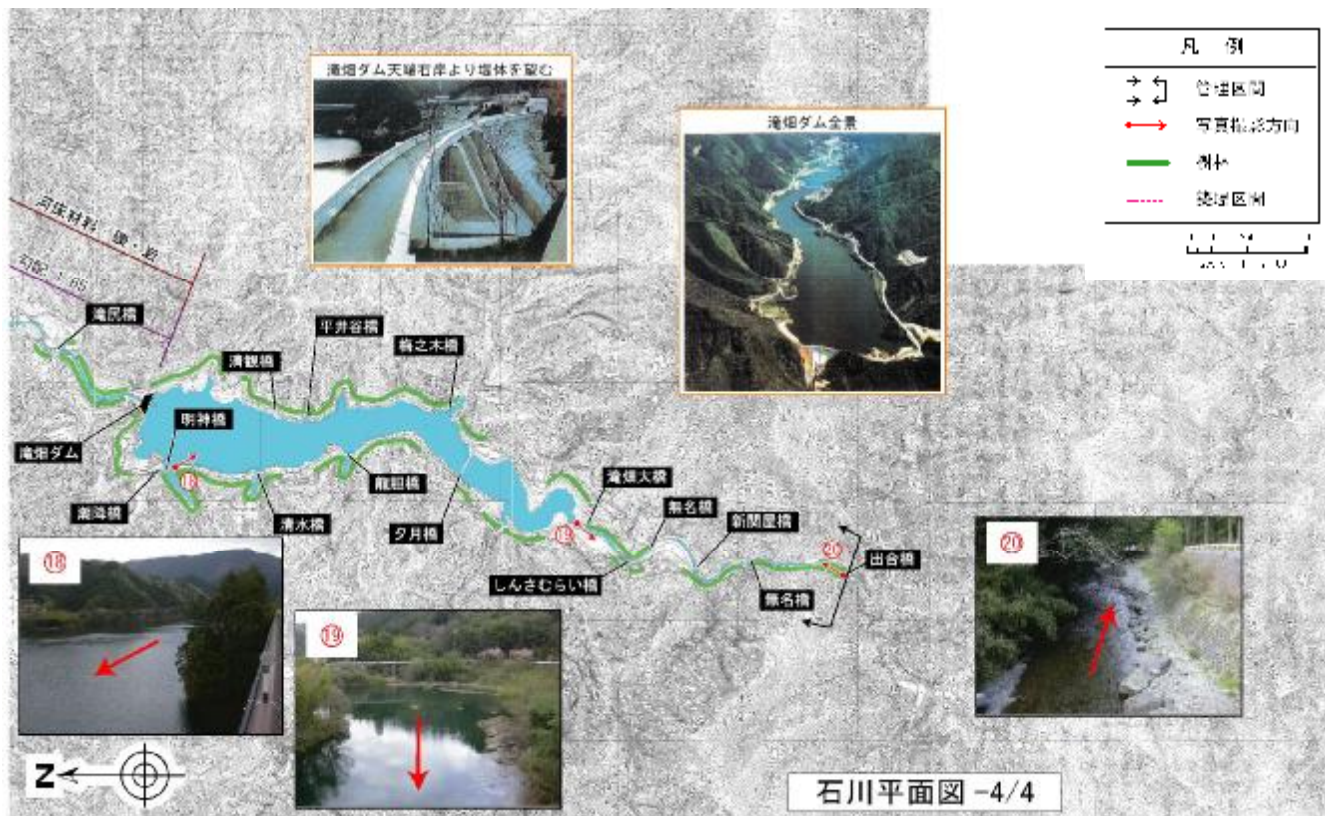 滝畑ダム天端右岸より堤体を望む
滝畑ダム全景
凡 例
管理区間
写真撮影方向
河床材料：礫・岩
滝尻橋
清観橋
平井谷橋
梅之木橋
明神橋
滝畑ダム
⑱
清水橋
龍胆橋
夕月橋
滝畑大橋
⑲
無名橋
新関屋橋
しんさむらい橋
⑳
出合橋
無名橋
⑱
⑲
⑳
Z
石川平面図-4/4